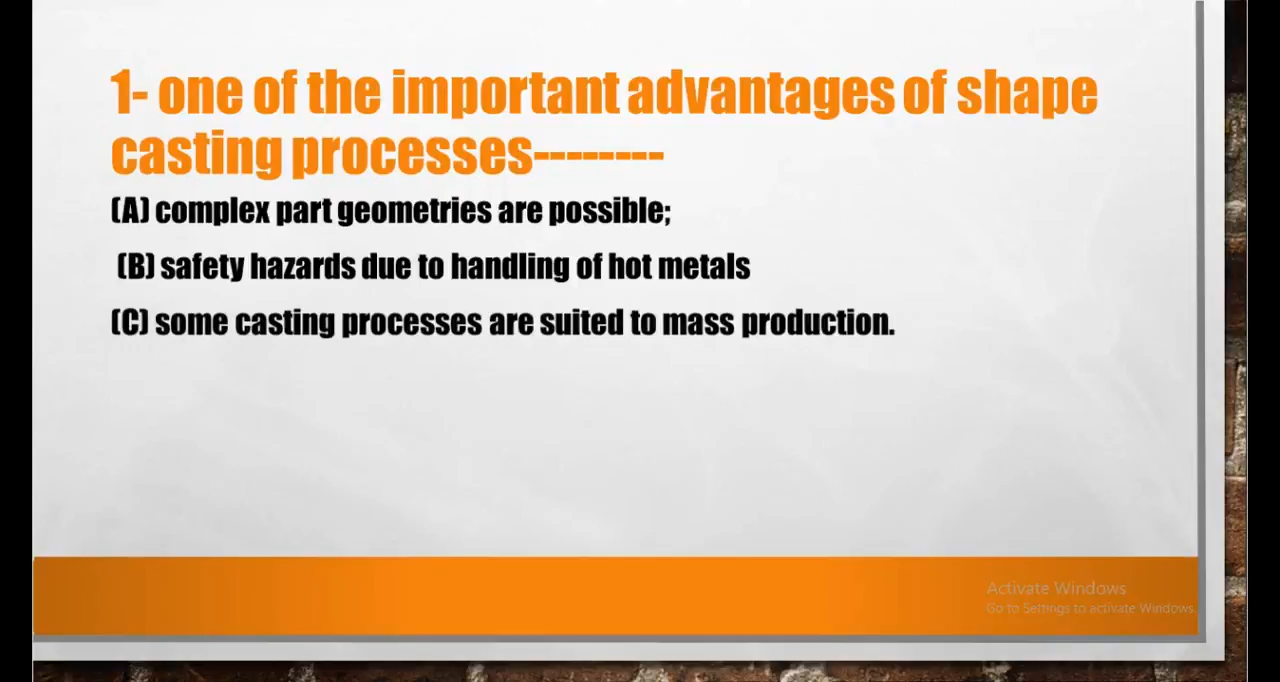 1- one of the important advantages of shape
casting processes--------
(A) complex part geometries are possible;
(B) safety hazards due to handling of hot metals
(C) some casting processes are suited to mass production.
Activate Windows
Go to Settings to activate Windows